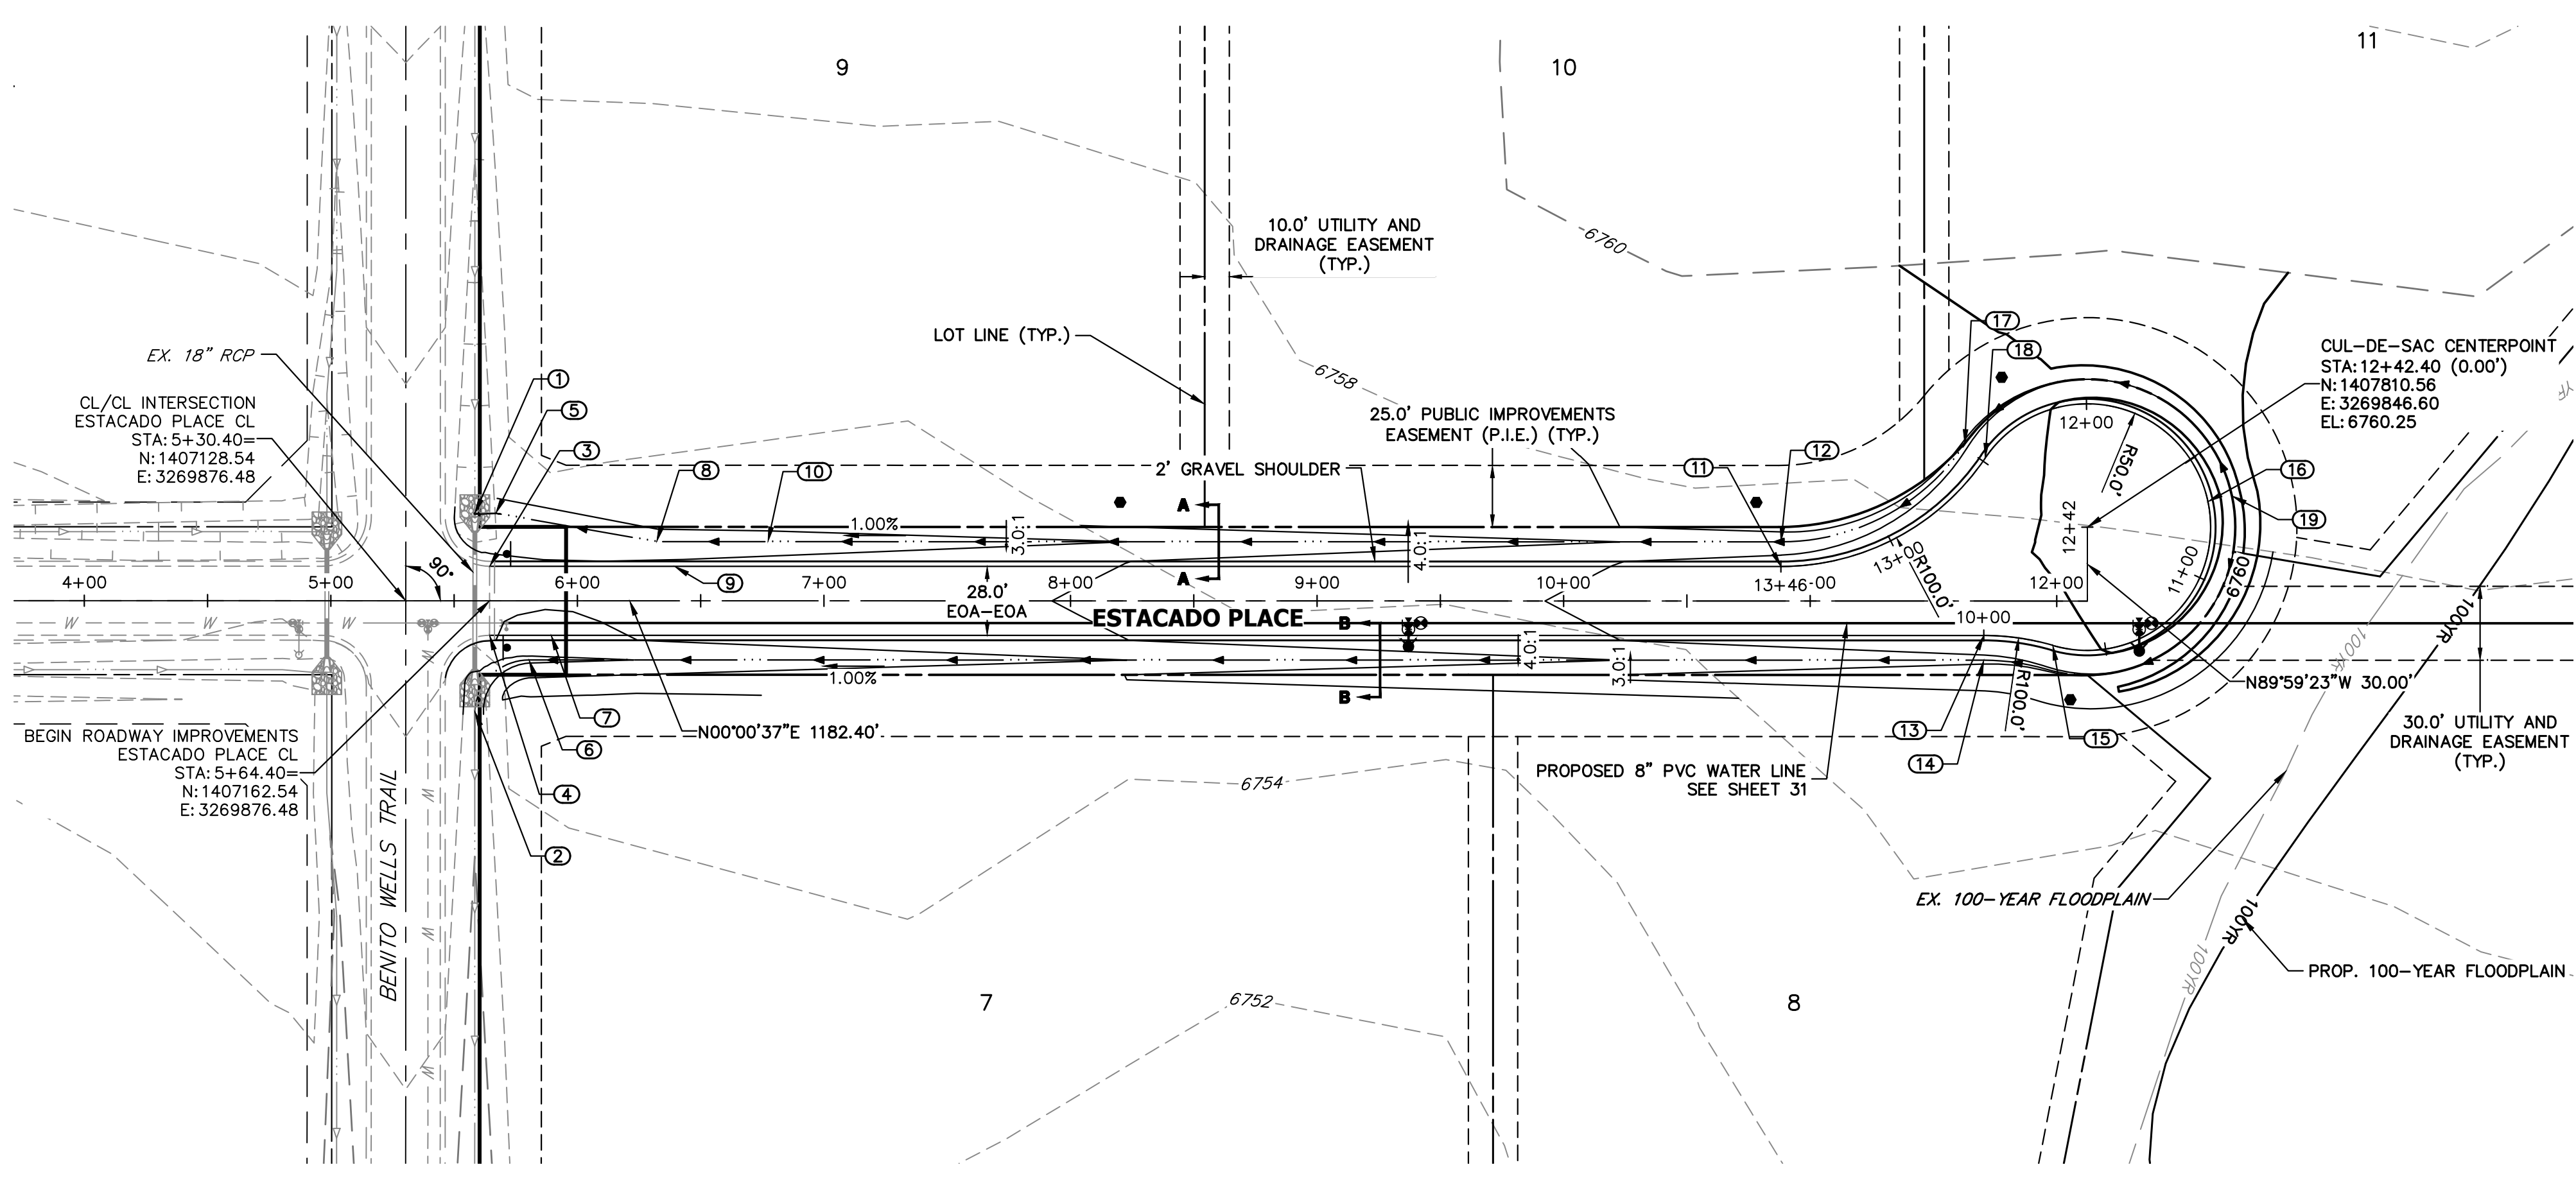 9
10
11
10.0' UTILITY AND
DRAINAGE EASEMENT
(TYP.)
6760
LOT LINE (TYP.)
6758
EX. 18" RCP
CL/CL INTERSECTION
ESTACADO PLACE CL
STA: 5+30.40=
N: 1407128.54
E: 3269876.48
1
5
3
8
10
25.0' PUBLIC IMPROVEMENTS
EASEMENT (P.I.E.) (TYP.)
2' GRAVEL SHOULDER
11
12
17
18
CUL-DE-SAC CENTERPOINT
STA: 12+42.40 (0.00')
N: 1407810.56
E: 3269846.60
EL: 6760.25
12+00
R50.0'
16
19
12+42
11+00
6760
13+00
R100.0'
A
A
1.00%
3.0:1
4.0:1
90°
9
4+00
5+00
6+00
7+00
8+00
9+00
10+00
13+46
00
12+00
28.0'
EOA-EOA
ESTACADO PLACE
B
B
10+00
W
W
W
W
W
W
1.00%
4.0:1
3.0:1
R100.0'
N89°59'23"W 30.00'
100YR
100YR
30.0' UTILITY AND
DRAINAGE EASEMENT
(TYP.)
BEGIN ROADWAY IMPROVEMENTS
ESTACADO PLACE CL
STA: 5+64.40=
N: 1407162.54
E: 3269876.48
7
6
4
2
N00°00'37"E 1182.40'
13
14
15
PROPOSED 8" PVC WATER LINE
SEE SHEET 31
6754
BENITO WELLS TRAIL
EX. 100-YEAR FLOODPLAIN
100YR
100YR
PROP. 100-YEAR FLOODPLAIN
7
6752
8